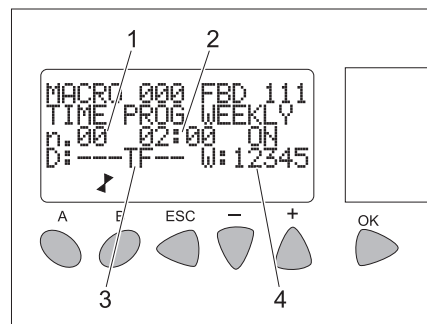 1 2
MACRO 000 FBD 111
TIME PROG WEEKLY
n.00 02:00 ON
D:---TF-- W:12345
A B ESC − + OK
3 4